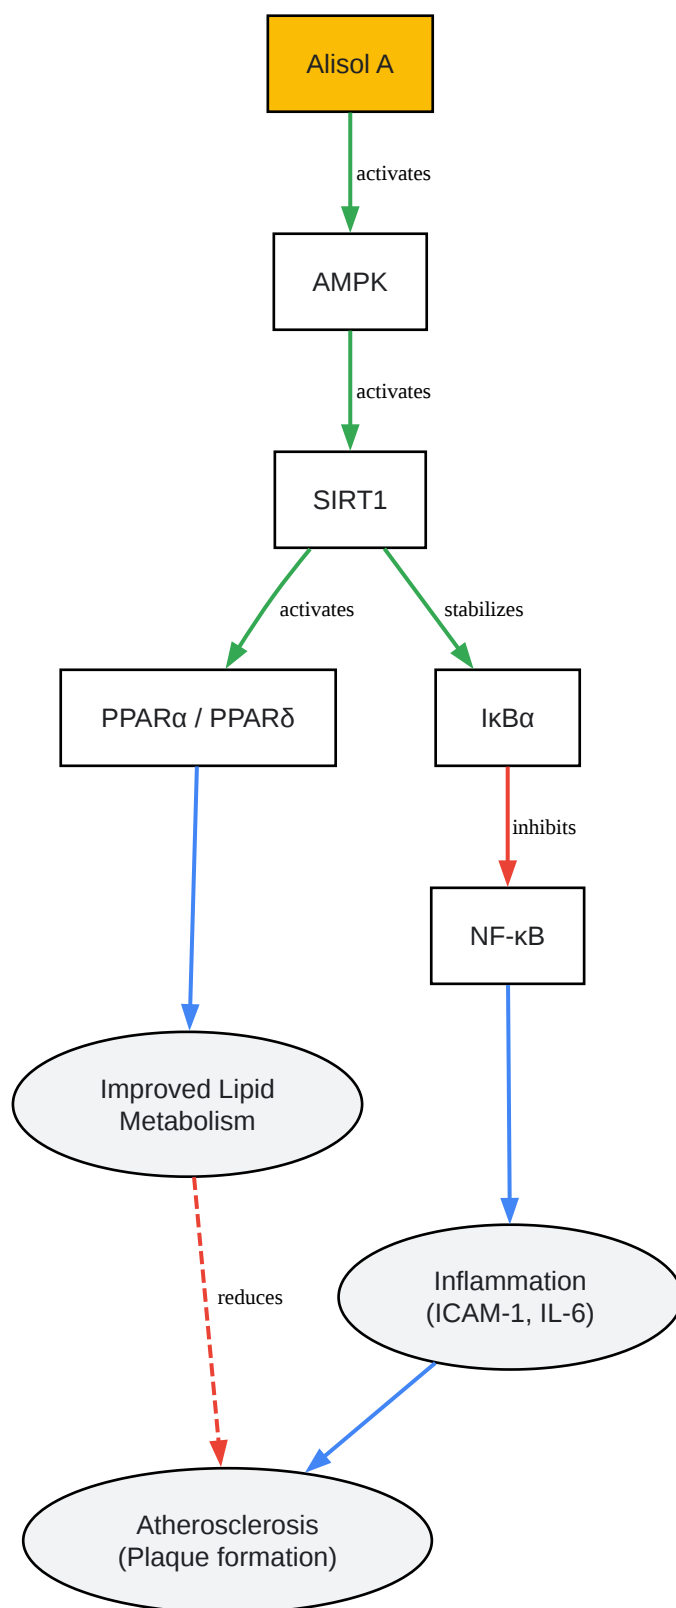 Alisol A
activates
AMPK
activates
SIRT1
activates
stabilizes
PPARα / PPARδ
IκBα
inhibits
NF-κB
Improved Lipid
Metabolism
Inflammation
(ICAM-1, IL-6)
reduces
Atherosclerosis
(Plaque formation)